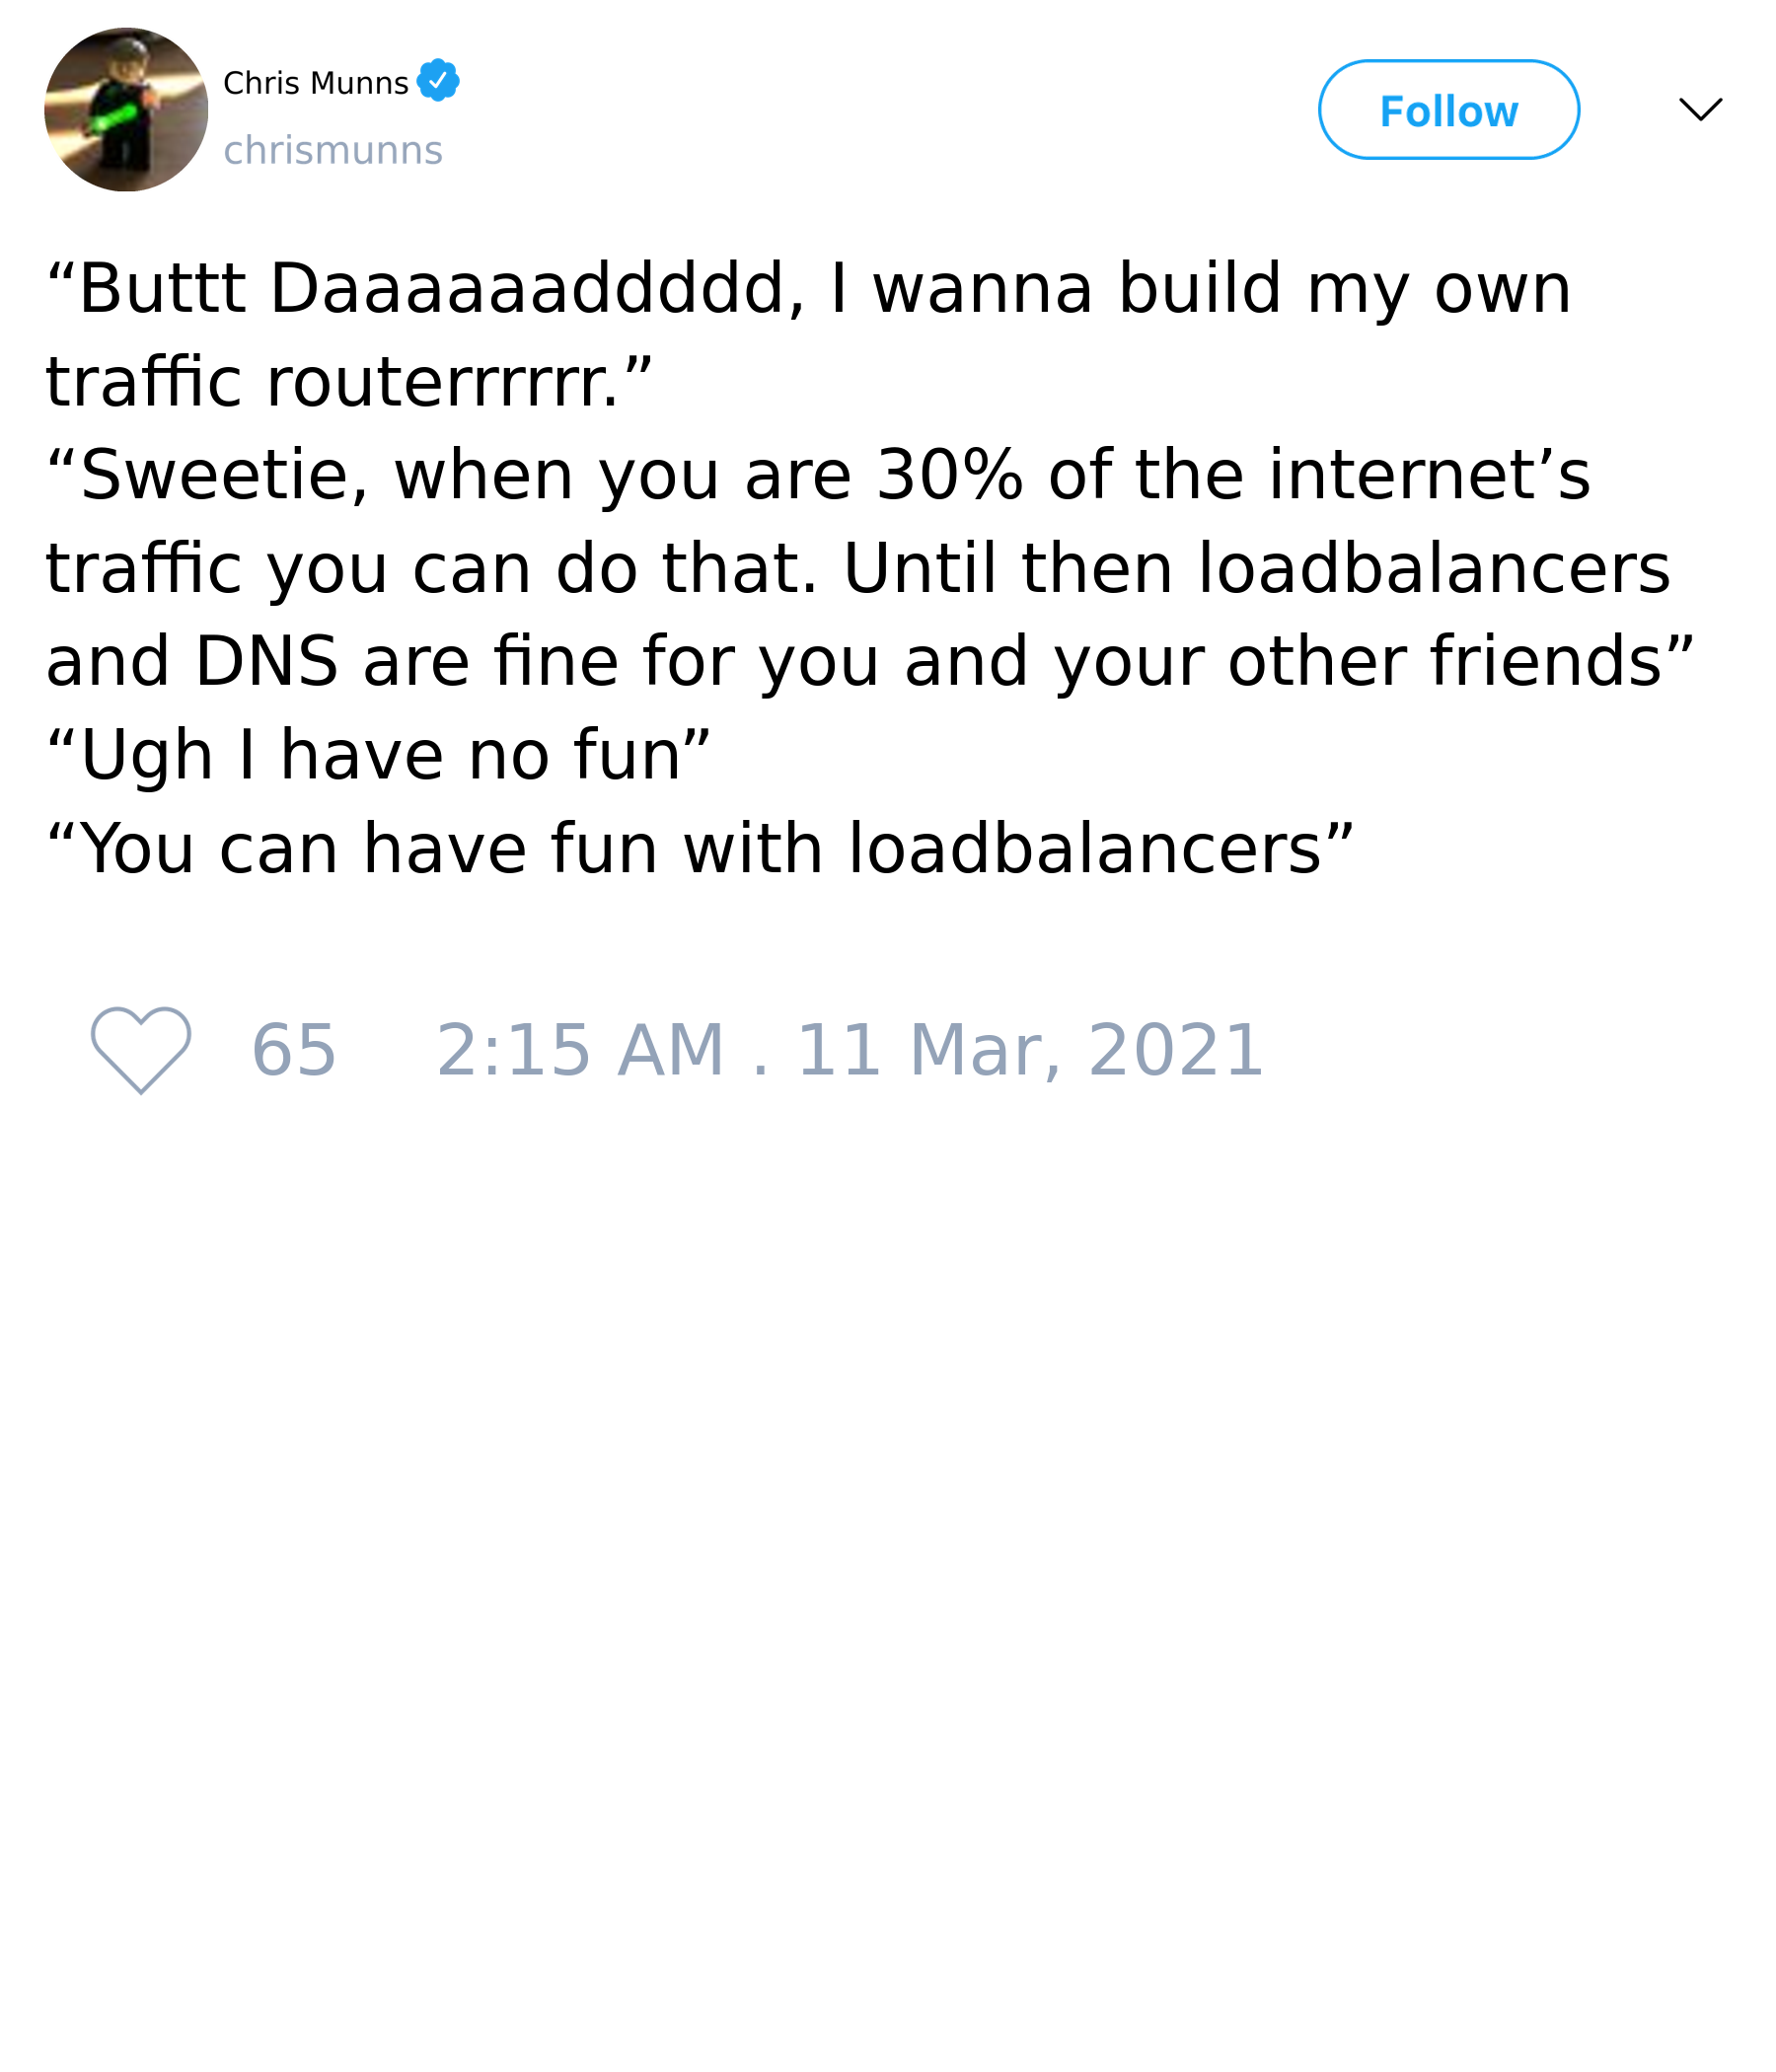 Chris Munns
chrismunns
Follow
“Buttt Daaaaaaddddd, I wanna build my own
traffic routerrrrrr.”
“Sweetie, when you are 30% of the internet’s
traffic you can do that. Until then loadbalancers
and DNS are fine for you and your other friends”
“Ugh I have no fun”
“You can have fun with loadbalancers”
65 2:15 AM . 11 Mar, 2021